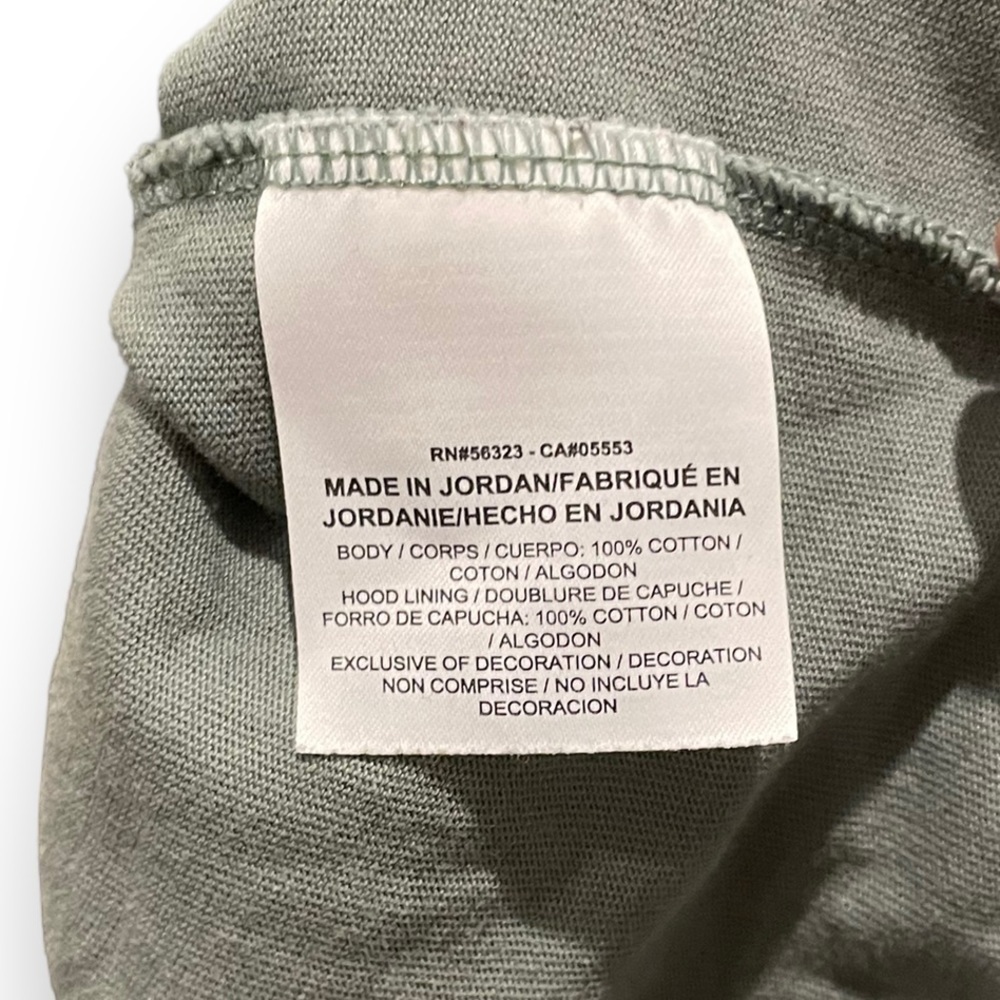 RN#56323 - CA#05553
MADE IN JORDAN/FABRIQUÉ EN
JORDANIE/HECHO EN JORDANIA
BODY / CORPS / CUERPO: 100% COTTON /
COTON / ALGODON
HOOD LINING / DOUBLURE DE CAPUCHE /
FORRO DE CAPUCHA: 100% COTTON / COTON
/ ALGODON
EXCLUSIVE OF DECORATION / DECORATION
NON COMPRISE / NO INCLUYE LA
DECORACION